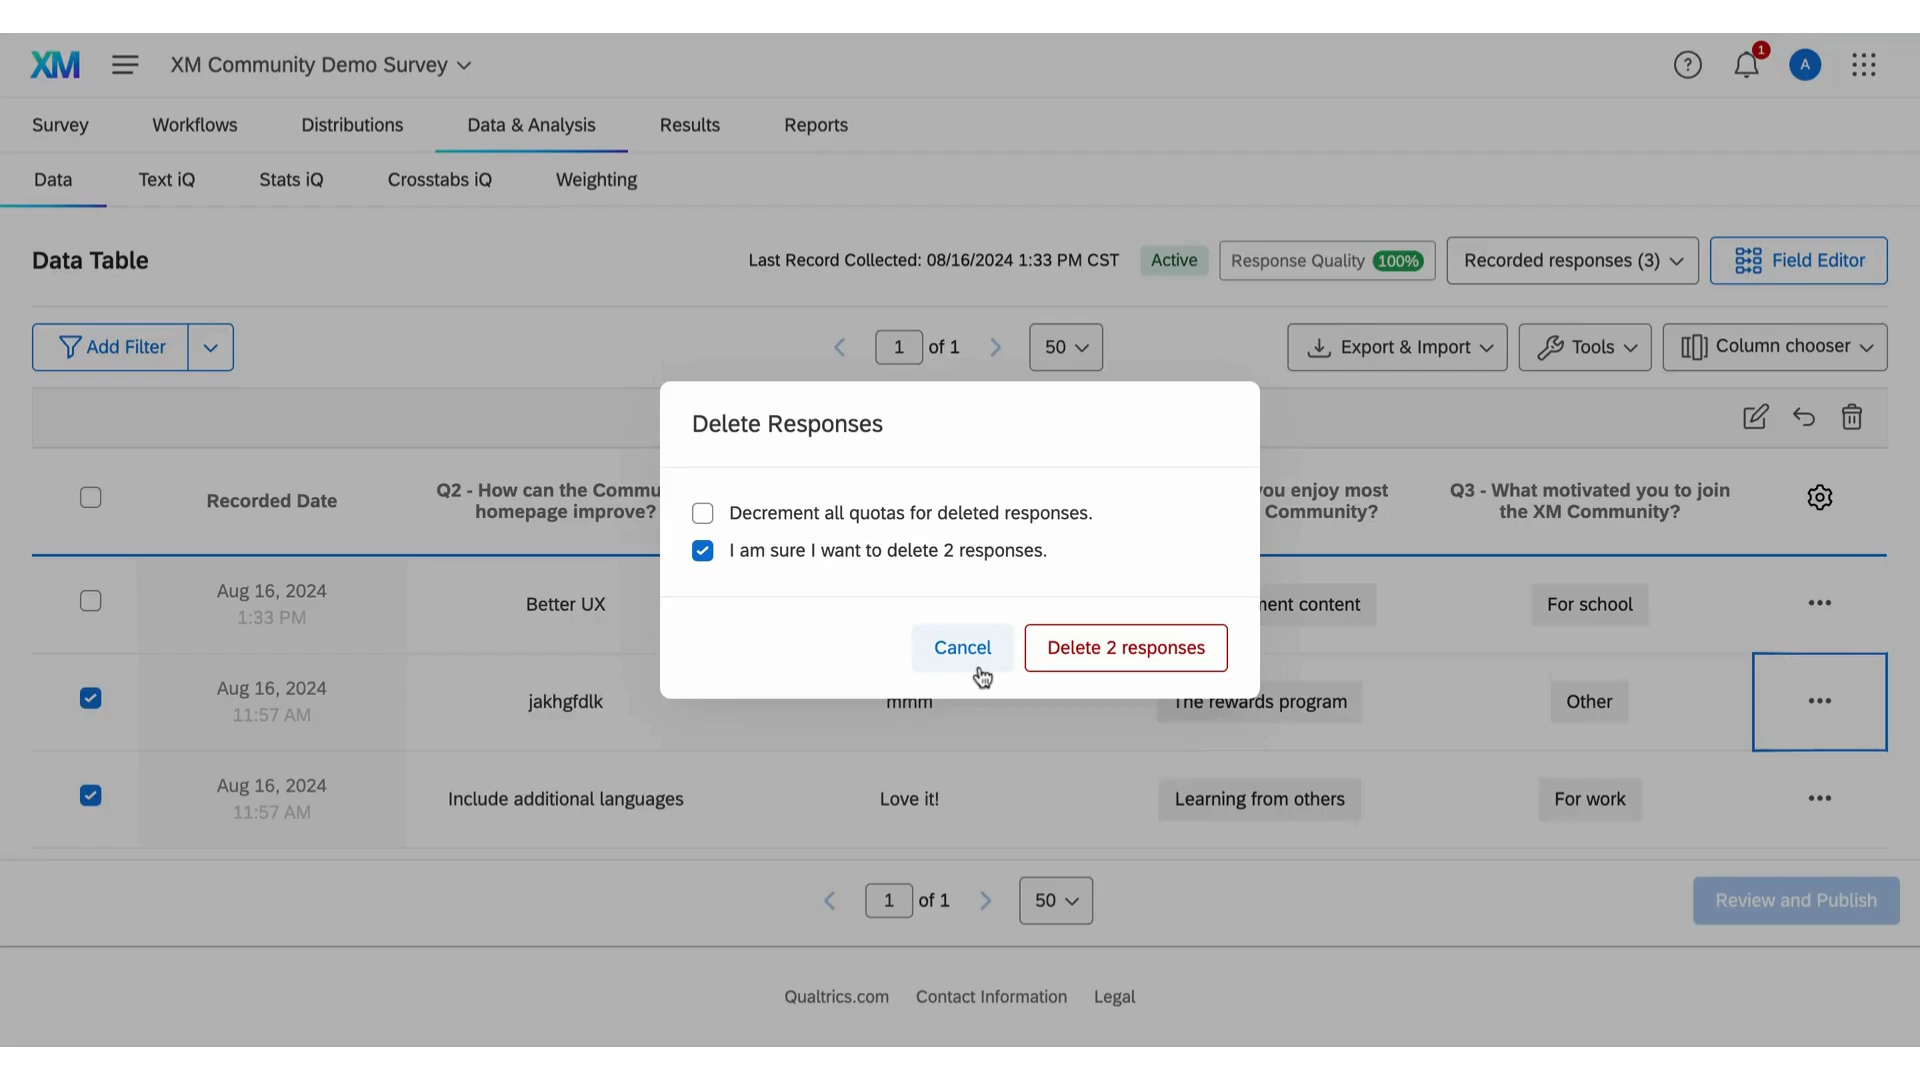 XM XM Community Demo Survey 1 A
Survey Workflows Distributions Data & Analysis Results Reports
Data Text iQ Stats iQ Crosstabs iQ Weighting
Data Table Last Record Collected: 08/16/2024 1:33 PM CST Active Response Quality 100% Recorded responses (3) Field Editor
Add Filter 1 of 1 50 Export & Import Tools Column chooser
Delete Responses
Decrement all quotas for deleted responses.
I am sure I want to delete 2 responses.
Cancel Delete 2 responses
Recorded Date
Q2 - How can the Commu
homepage improve?
ou enjoy most
Community?
Q3 - What motivated you to join
the XM Community?
Aug 16, 2024
1:33 PM
Better UX
ent content
For school
Aug 16, 2024
11:57 AM
jakhgfdlk
mmm
The rewards program
Other
Aug 16, 2024
11:57 AM
Include additional languages
Love it!
Learning from others
For work
1 of 1 50 Review and Publish
Qualtrics.com Contact Information Legal